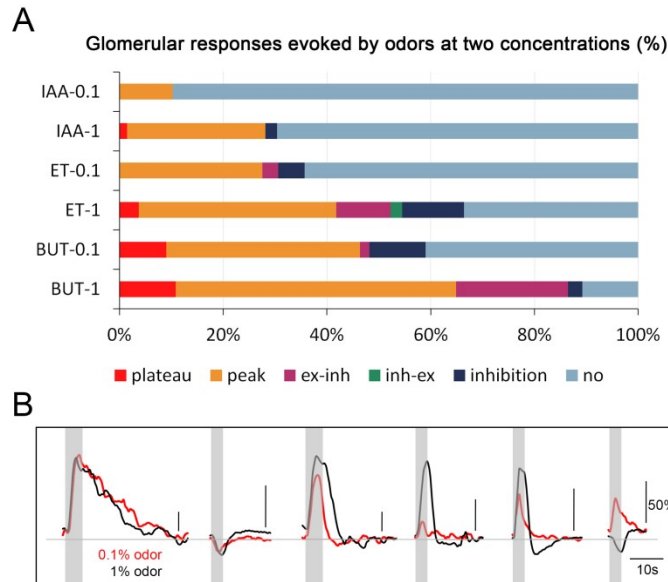 A
Glomerular responses evoked by odors at two concentrations (%)
IAA-0.1
IAA-1
ET-0.1
ET-1
BUT-0.1
BUT-1
0% 20% 40% 60% 80% 100%
plateau peak ex-inh inh-ex inhibition no
B
50%
0.1% odor
1% odor
10s